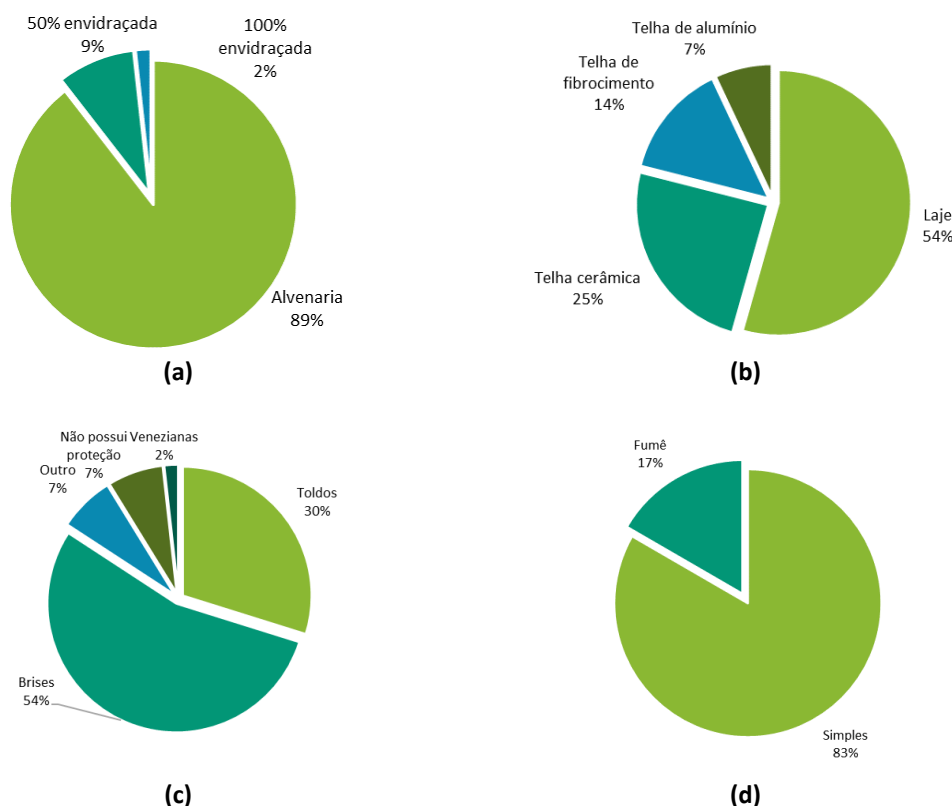 50% envidraçada
9%
100%
envidraçada
2%
Alvenaria
89%
(a)
Telha de alumínio
7%
Telha de
fibrocimento
14%
Laje
54%
Telha cerâmica
25%
(b)
Não possui
proteção
7%
Venezianas
2%
Outro
7%
Toldos
30%
Brises
54%
(c)
Fumê
17%
Simples
83%
(d)